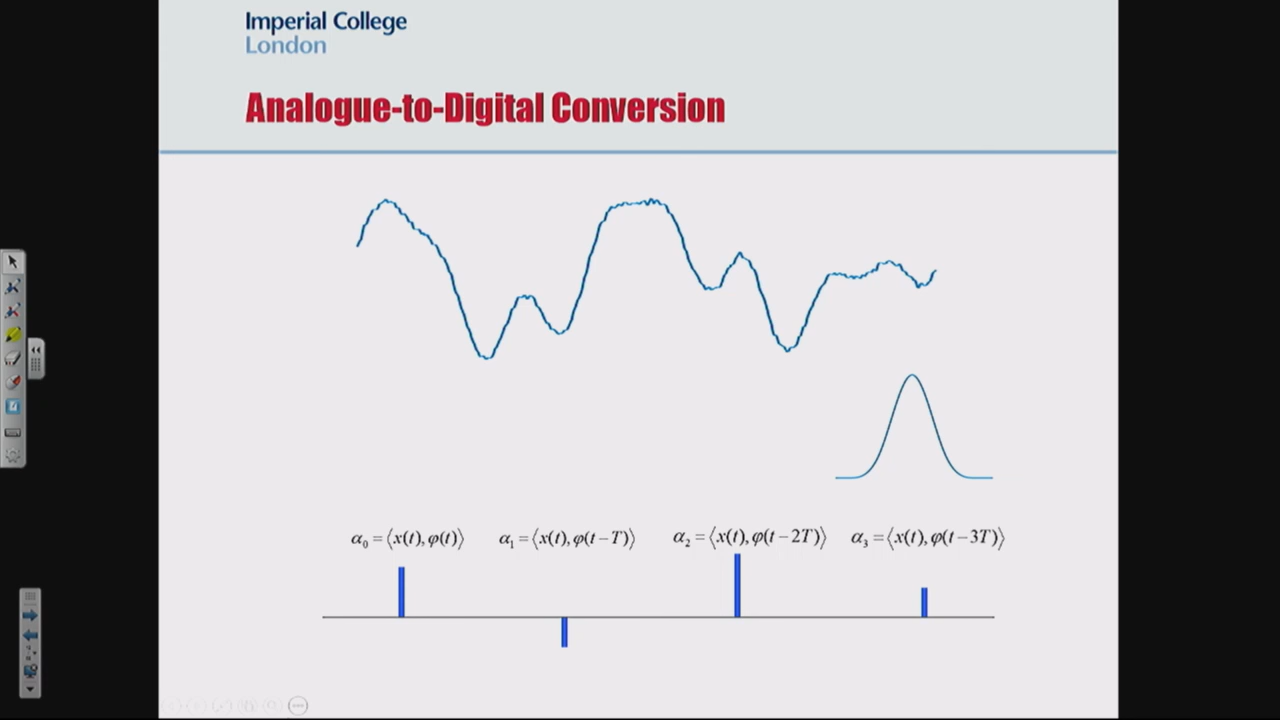 Imperial College
London
Analogue-to-Digital Conversion
α₀ = ⟨x(t), φ(t)⟩ α₁ = ⟨x(t), φ(t − T)⟩ α₂ = ⟨x(t), φ(t − 2T)⟩ α₃ = ⟨x(t), φ(t − 3T)⟩